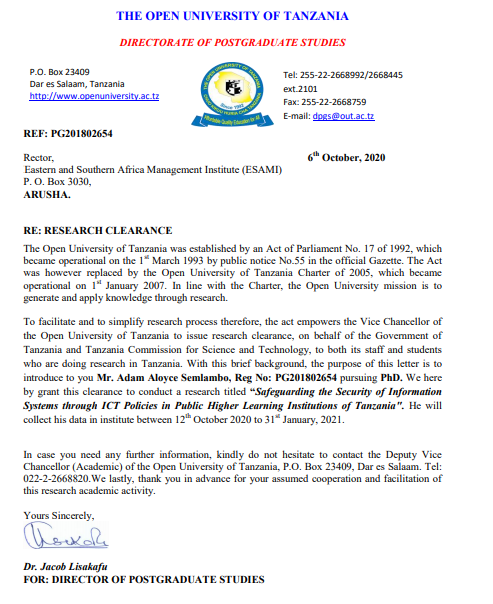 THE OPEN UNIVERSITY OF TANZANIA
DIRECTORATE OF POSTGRADUATE STUDIES
P.O. Box 23409
Dar es Salaam, Tanzania
http://www.openuniversity.ac.tz
THE OPEN UNIVERSITY OF TANZANIA
Since 1992
Affordable Quality Education for All
Tel: 255-22-2668992/2668445
ext.2101
Fax: 255-22-2668759
E-mail: dpgs@out.ac.tz
REF: PG201802654
Rector, 6th October, 2020
Eastern and Southern Africa Management Institute (ESAMI)
P. O. Box 3030,
ARUSHA.
RE: RESEARCH CLEARANCE
The Open University of Tanzania was established by an Act of Parliament No. 17 of 1992, which
became operational on the 1st March 1993 by public notice No.55 in the official Gazette. The Act
was however replaced by the Open University of Tanzania Charter of 2005, which became
operational on 1st January 2007. In line with the Charter, the Open University mission is to
generate and apply knowledge through research.
To facilitate and to simplify research process therefore, the act empowers the Vice Chancellor of
the Open University of Tanzania to issue research clearance, on behalf of the Government of
Tanzania and Tanzania Commission for Science and Technology, to both its staff and students
who are doing research in Tanzania. With this brief background, the purpose of this letter is to
introduce to you Mr. Adam Aloyce Semlambo, Reg No: PG201802654 pursuing PhD. We here
by grant this clearance to conduct a research titled “Safeguarding the Security of Information
Systems through ICT Policies in Public Higher Learning Institutions of Tanzania". He will
collect his data in institute between 12th October 2020 to 31st January, 2021.
In case you need any further information, kindly do not hesitate to contact the Deputy Vice
Chancellor (Academic) of the Open University of Tanzania, P.O. Box 23409, Dar es Salaam. Tel:
022-2-2668820.We lastly, thank you in advance for your assumed cooperation and facilitation of
this research academic activity.
Yours Sincerely,
Dr. Jacob Lisakafu
FOR: DIRECTOR OF POSTGRADUATE STUDIES